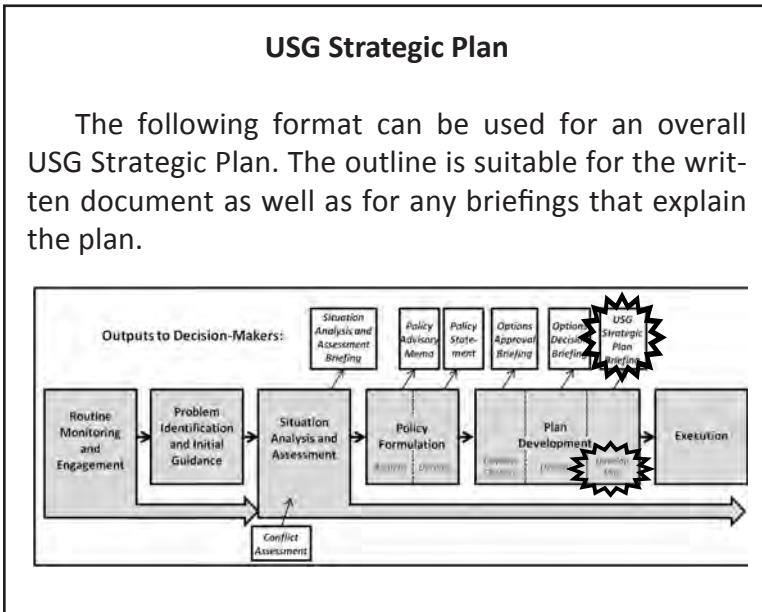 USG Strategic Plan
The following format can be used for an overall
USG Strategic Plan. The outline is suitable for the writ-
ten document as well as for any briefings that explain
the plan.
Outputs to Decision-Makers:
Situation
Analysis and
Assessment
Briefing
Policy
Advisory
Memo
Policy
State-
ment
Options
Approval
Briefing
Options
Decision
Briefing
USG
Strategic
Plan
Briefing
Routine
Monitoring
and
Engagement
Problem
Identification
and Initial
Guidance
Situation
Analysis and
Assessment
Policy
Formulation
Plan
Development
Execution
Conflict
Assessment